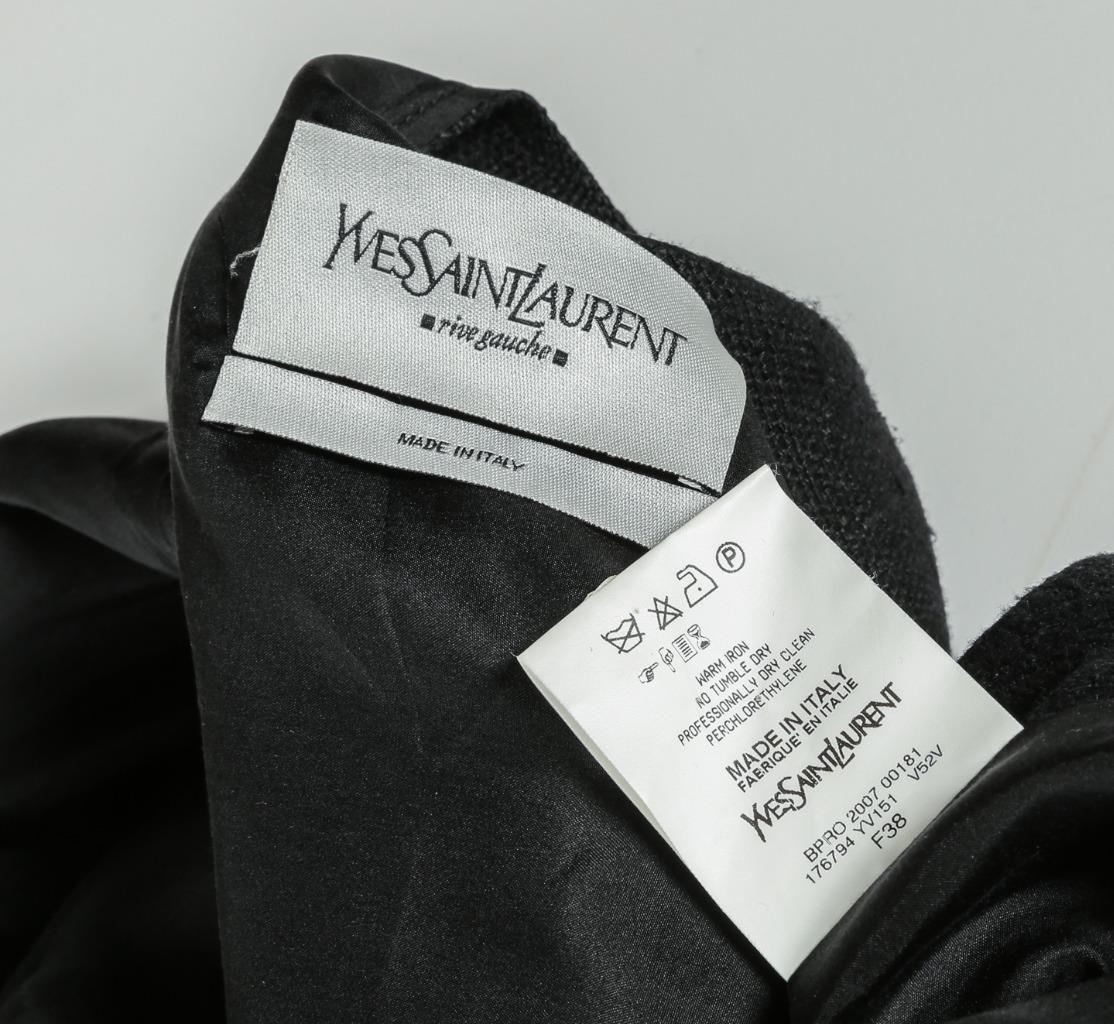 YVESSAINTLAURENT
rive gauche
MADE IN ITALY
P
WARM IRON
NO TUMBLE DRY
PROFESSIONALLY DRY CLEAN
PERCHLORETHYLENE
MADE IN ITALY
FABRIQUE' EN ITALIE
YVESSAINTLAURENT
BPRO 2007 00181
176794 YV151 V52V
F38